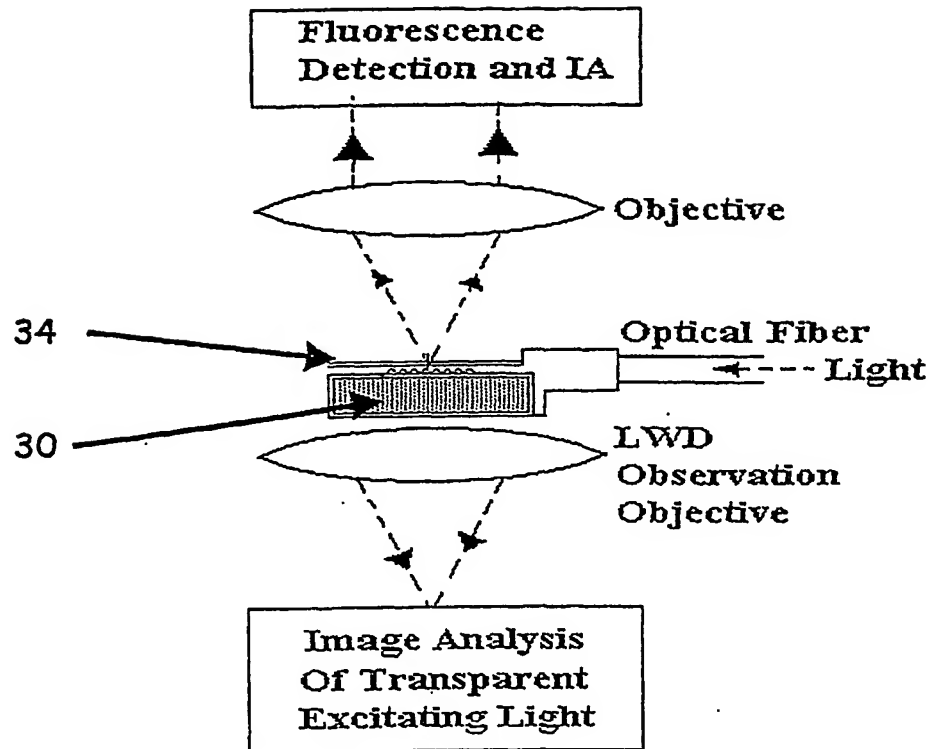 Fluorescence
Detection and IA
Objective
34
Optical Fiber
Light
30
LWD
Observation
Objective
Image Analysis
Of Transparent
Excitating Light